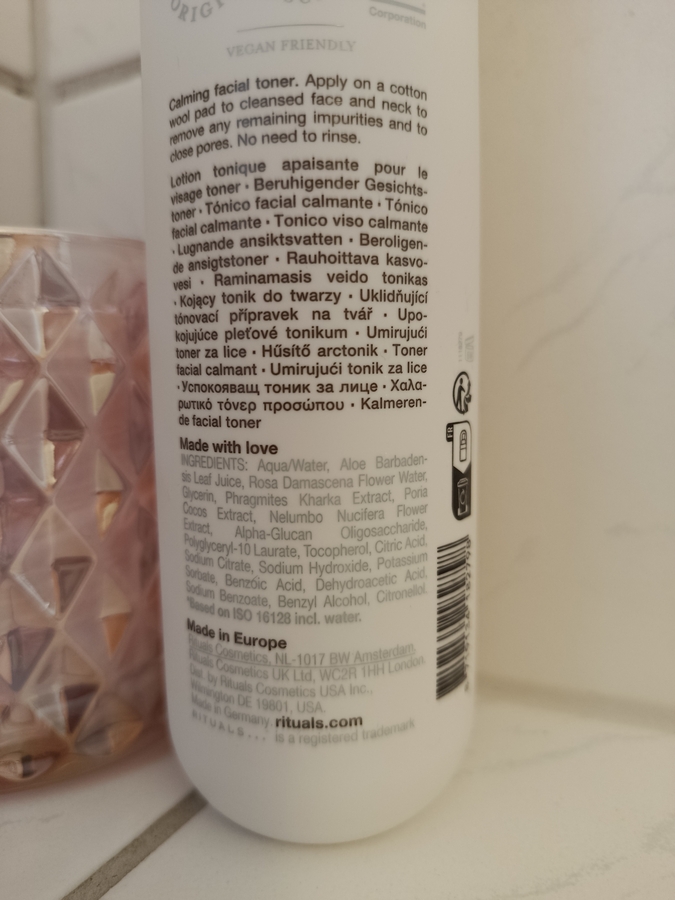 ORIG
Corporation
VEGAN FRIENDLY
Calming facial toner. Apply on a cotton
wool pad to cleansed face and neck to
remove any remaining impurities and to
close pores. No need to rinse.
Lotion tonique apaisante pour le
visage toner · Beruhigender Gesichts-
toner · Tónico facial calmante · Tónico
facial calmante · Tonico viso calmante
· Lugnande ansiktsvatten · Beroligen-
de ansigtstoner · Rauhoittava kasvo-
vesi · Raminamasis veido tonikas
· Kojący tonik do twarzy · Uklidňující
tónovací přípravek na tvář · Upo-
kojujúce pleťové tonikum · Umirujući
toner za lice · Hűsítő arctonik · Toner
facial calmant · Umirujući tonik za lice
· Успокояващ тоник за лице · Χαλα-
ρωτικό τόνερ προσώπου · Kalmeren-
de facial toner
Made with love
INGREDIENTS: Aqua/Water, Aloe Barbaden-
sis Leaf Juice, Rosa Damascena Flower Water,
Glycerin, Phragmites Kharka Extract, Poria
Cocos Extract, Nelumbo Nucifera Flower
Extract, Alpha-Glucan Oligosaccharide,
Polyglyceryl-10 Laurate, Tocopherol, Citric Acid,
Sodium Citrate, Sodium Hydroxide, Potassium
Sorbate, Benzoic Acid, Dehydroacetic Acid,
Sodium Benzoate, Benzyl Alcohol, Citronellol.
*Based on ISO 16128 incl. water.
Made in Europe
Rituals Cosmetics, NL-1017 BW Amsterdam.
Rituals Cosmetics UK Ltd, WC2R 1HH London.
Dist. by Rituals Cosmetics USA Inc.,
Wilmington DE 19801, USA.
Made in Germany rituals.com
RITUALS... is a registered trademark
FR